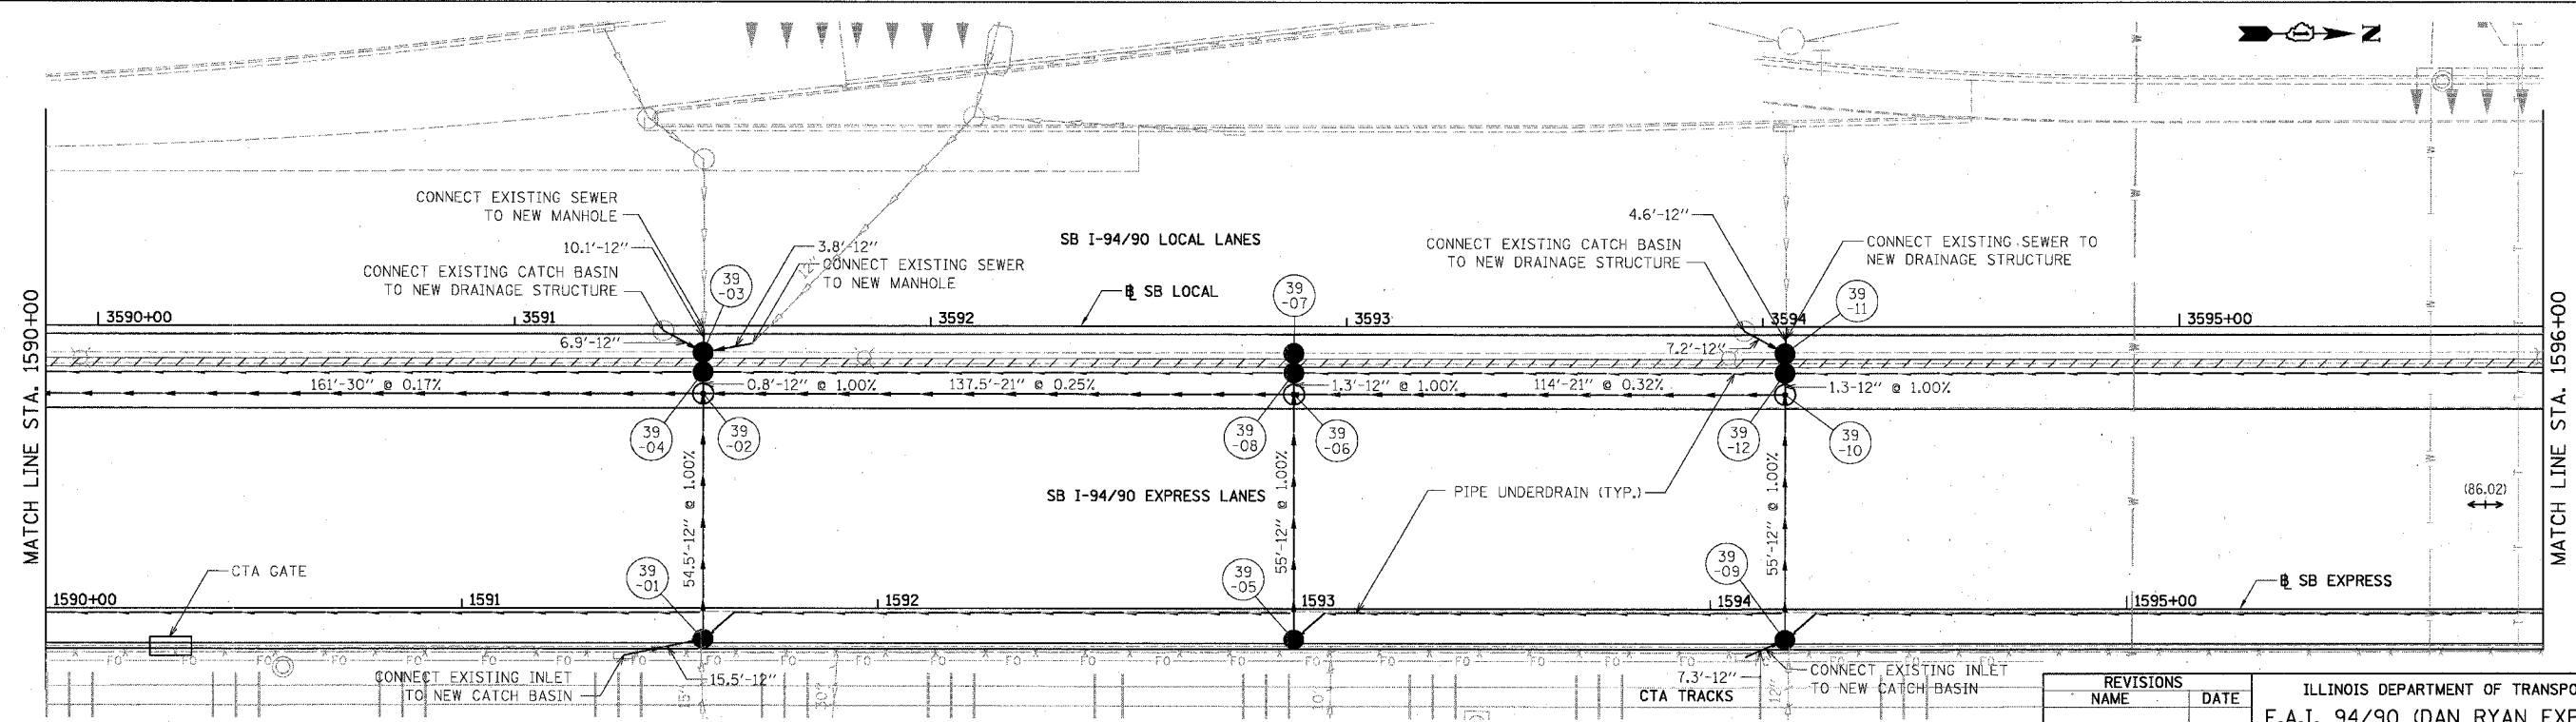 N
CONNECT EXISTING SEWER
TO NEW MANHOLE
10.1'-12"
CONNECT EXISTING CATCH BASIN
TO NEW DRAINAGE STRUCTURE
39
-03
3.8'-12"
12"
CONNECT EXISTING SEWER
TO NEW MANHOLE
SB I-94/90 LOCAL LANES
SB LOCAL
39
-07
4.6'-12"
CONNECT EXISTING CATCH BASIN
TO NEW DRAINAGE STRUCTURE
CONNECT EXISTING SEWER TO
NEW DRAINAGE STRUCTURE
39
-11
MATCH LINE STA. 1590+00
MATCH LINE STA. 1596+00
3590+00
3591
3592
3593
3594
3595+00
6.9'-12"
7.2'-12"
161'-30" @ 0.17%
0.8'-12" @ 1.00%
137.5'-21" @ 0.25%
1.3'-12" @ 1.00%
114'-21" @ 0.32%
1.3-12" @ 1.00%
39
-04
39
-02
39
-08
39
-06
39
-12
39
-10
54.5'-12" @ 1.00%
55'-12" @ 1.00%
55'-12" @ 1.00%
SB I-94/90 EXPRESS LANES
PIPE UNDERDRAIN (TYP.)
(86.02)
CTA GATE
39
-01
39
-05
39
-09
SB EXPRESS
1590+00
1591
1592
1593
1594
1595+00
CONNECT EXISTING INLET
TO NEW CATCH BASIN
15.5'-12"
15'
30"
10'
7.3'-12"
CTA TRACKS
12"
CONNECT EXISTING INLET
TO NEW CATCH BASIN
REVISIONS
NAME
DATE
ILLINOIS DEPARTMENT OF TRANSPO
F.A.I. 94/90 (DAN RYAN EXP